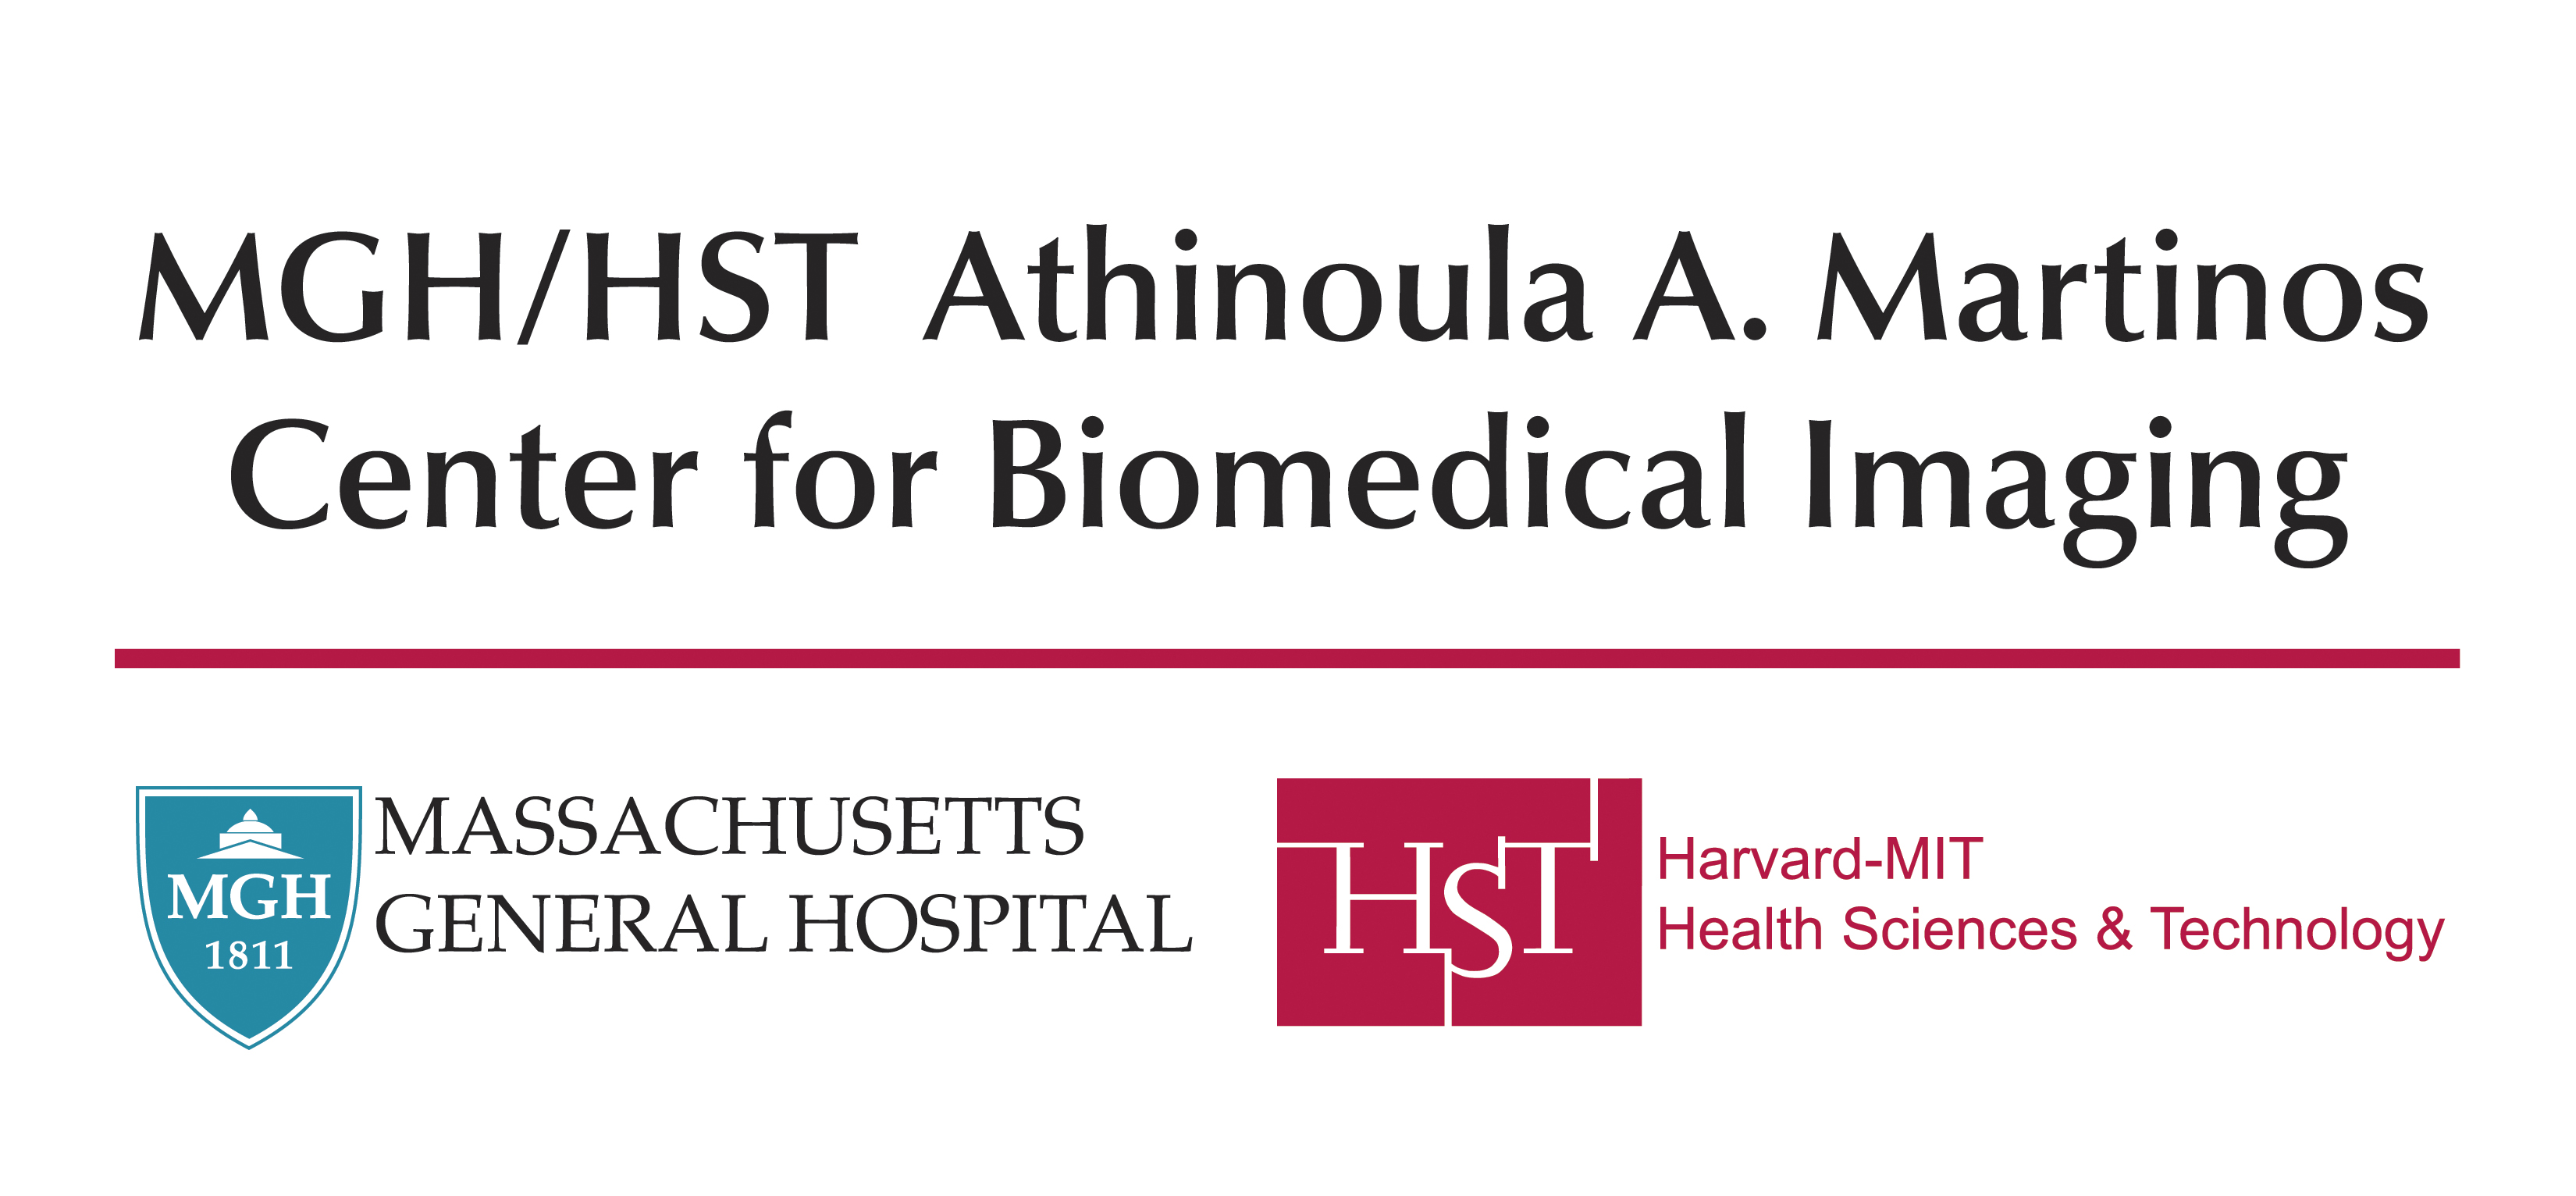 MGH/HST Athinoula A. Martinos
Center for Biomedical Imaging
MGH
1811
MASSACHUSETTS
GENERAL HOSPITAL
HST
Harvard-MIT
Health Sciences & Technology